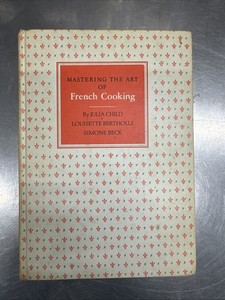 MASTERING THE ART
OF
French Cooking
By JULIA CHILD
LOUISETTE BERTHOLLE
SIMONE BECK